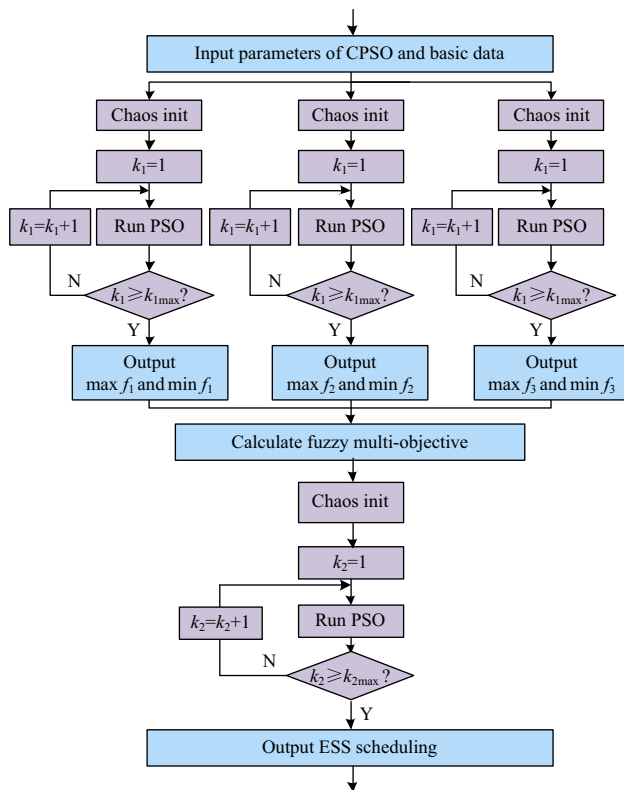 Input parameters of CPSO and basic data
Chaos init
Chaos init
Chaos init
k₁=1
k₁=1
k₁=1
k₁=k₁+1
Run PSO
k₁=k₁+1
Run PSO
k₁=k₁+1
Run PSO
N
k₁≥k₁max?
N
k₁≥k₁max?
N
k₁≥k₁max?
Y
Y
Y
Output
max f₁ and min f₁
Output
max f₂ and min f₂
Output
max f₃ and min f₃
Calculate fuzzy multi-objective
Chaos init
k₂=1
k₂=k₂+1
Run PSO
N
k₂≥k₂max?
Y
Output ESS scheduling